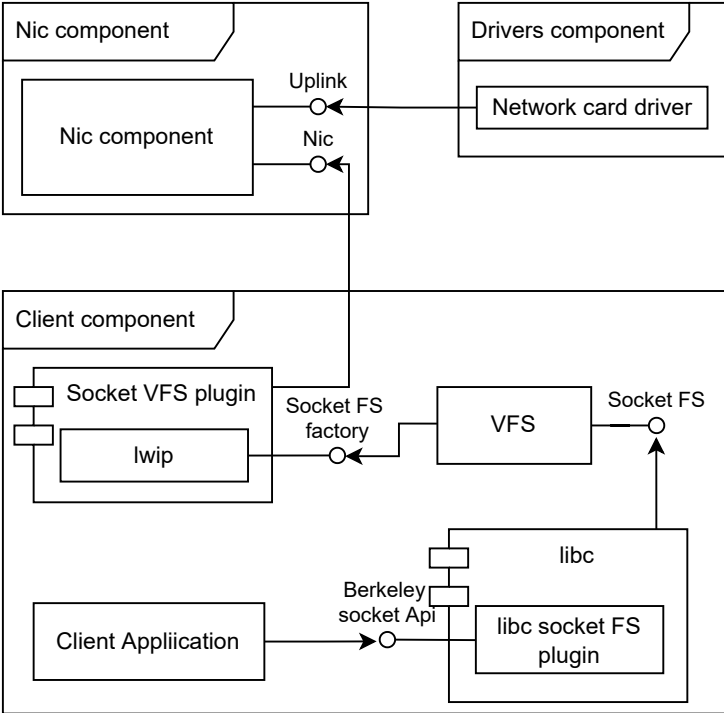 Nic component
Drivers component
Uplink
Network card driver
Nic component
Nic
Client component
Socket VFS plugin
Socket FS
factory
VFS
Socket FS
lwip
libc
Berkeley
socket Api
Client Appliication
libc socket FS
plugin